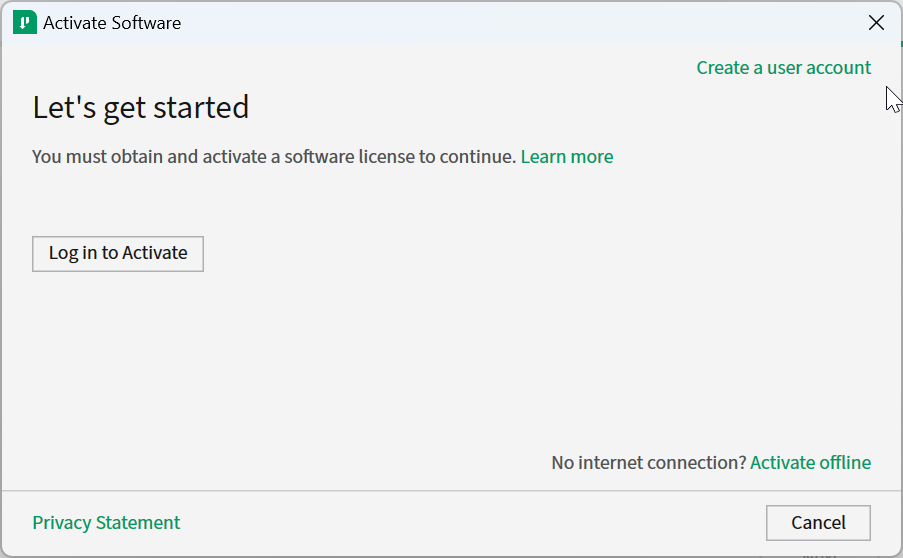 Activate Software
Create a user account
Let's get started
You must obtain and activate a software license to continue. Learn more
Log in to Activate
No internet connection? Activate offline
Privacy Statement
Cancel